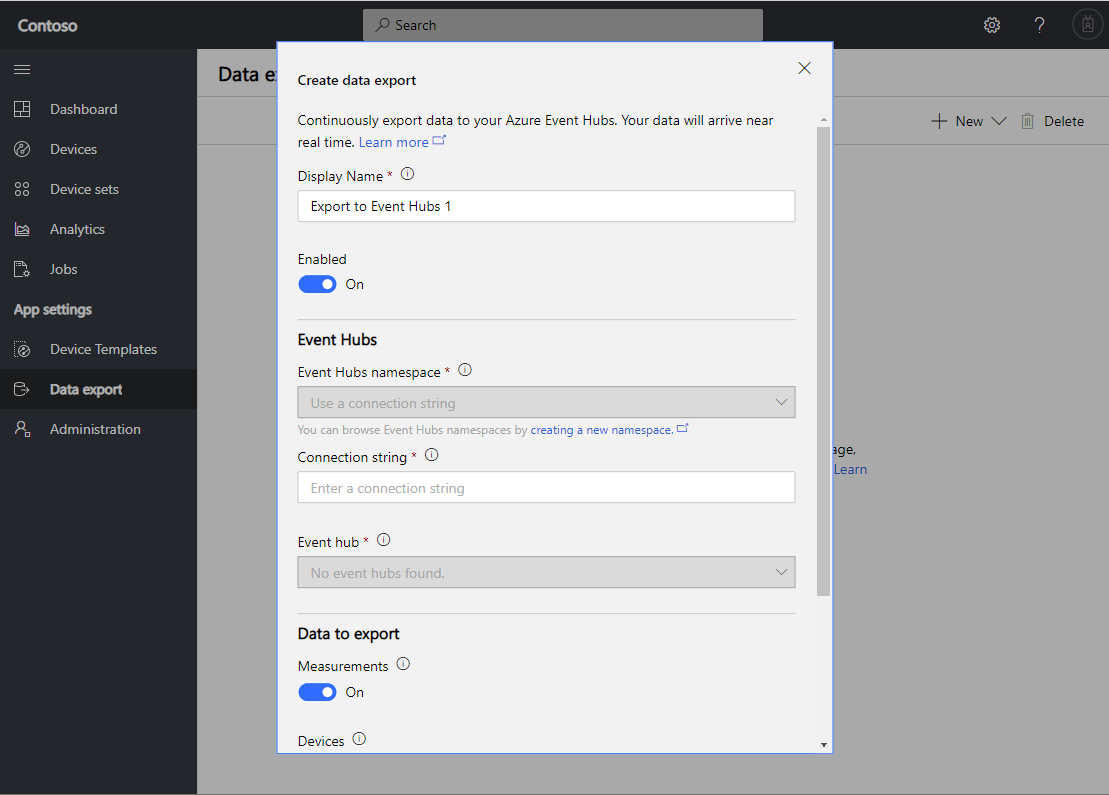 Contoso
Search
Dashboard
Devices
Device sets
Analytics
Jobs
App settings
Device Templates
Data export
Administration
Data e
New
Delete
age,
Learn
Create data export
Continuously export data to your Azure Event Hubs. Your data will arrive near
real time. Learn more
Display Name *
Export to Event Hubs 1
Enabled
On
Event Hubs
Event Hubs namespace *
Use a connection string
You can browse Event Hubs namespaces by creating a new namespace.
Connection string *
Enter a connection string
Event hub *
No event hubs found.
Data to export
Measurements
On
Devices